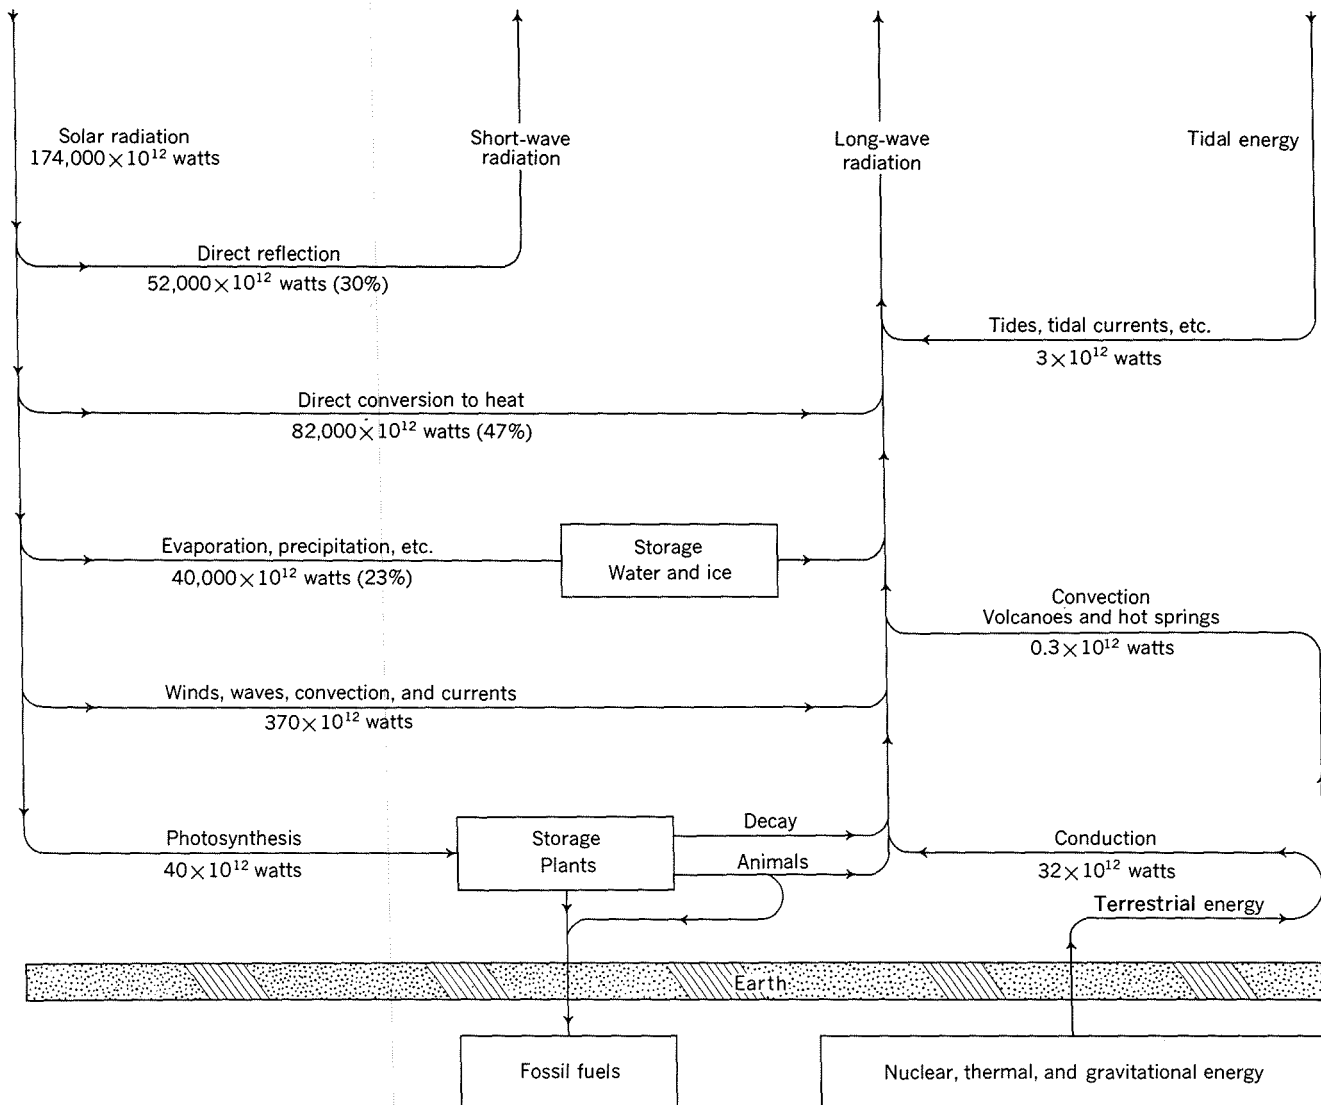 Solar radiation
174,000×10¹² watts
Short-wave
radiation
Long-wave
radiation
Tidal energy
Direct reflection
52,000×10¹² watts (30%)
Tides, tidal currents, etc.
3×10¹² watts
Direct conversion to heat
82,000×10¹² watts (47%)
Evaporation, precipitation, etc.
40,000×10¹² watts (23%)
Storage
Water and ice
Convection
Volcanoes and hot springs
0.3×10¹² watts
Winds, waves, convection, and currents
370×10¹² watts
Photosynthesis
40×10¹² watts
Storage
Plants
Decay
Animals
Conduction
32×10¹² watts
Terrestrial energy
Earth
Fossil fuels
Nuclear, thermal, and gravitational energy